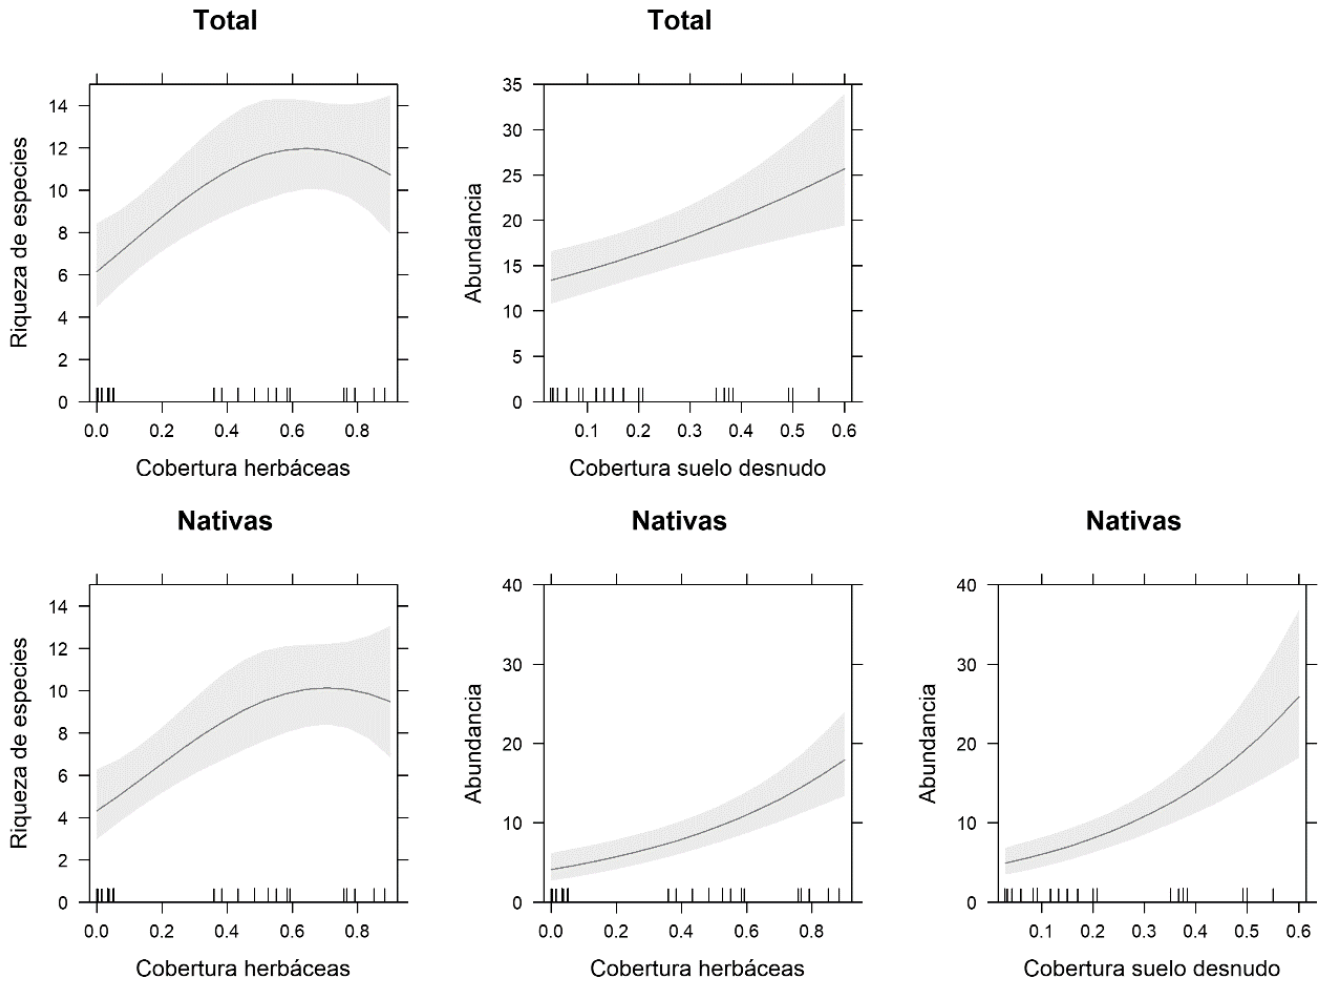 Total
Riqueza de especies
14
12
10
8
6
4
2
0
0.0 0.2 0.4 0.6 0.8
Cobertura herbáceas
Total
Abundancia
35
30
25
20
15
10
5
0
0.1 0.2 0.3 0.4 0.5 0.6
Cobertura suelo desnudo
Nativas
Riqueza de especies
14
12
10
8
6
4
2
0
0.0 0.2 0.4 0.6 0.8
Cobertura herbáceas
Nativas
Abundancia
40
30
20
10
0
0.0 0.2 0.4 0.6 0.8
Cobertura herbáceas
Nativas
Abundancia
40
30
20
10
0
0.1 0.2 0.3 0.4 0.5 0.6
Cobertura suelo desnudo